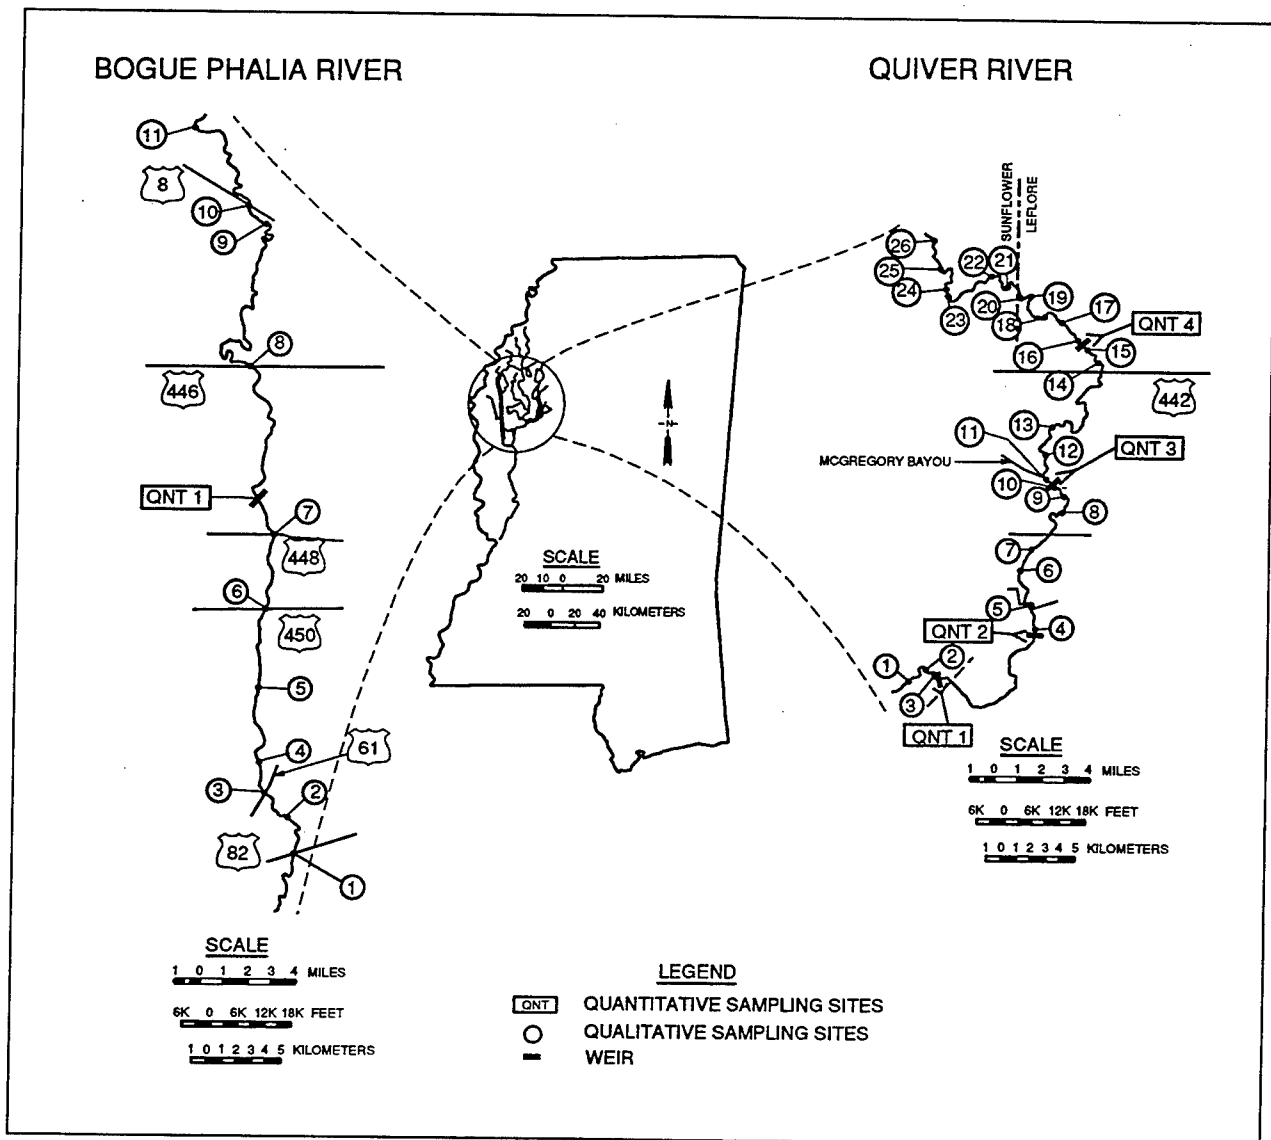 BOGUE PHALIA RIVER
QUIVER RIVER
11
8
10
9
8
446
QNT 1
7
448
6
450
5
4
61
3
2
82
1
SCALE
1 0 1 2 3 4 MILES
6K 0 6K 12K 18K FEET
1 0 1 2 3 4 5 KILOMETERS
N
SCALE
20 10 0 20 MILES
20 0 20 40 KILOMETERS
SUNFLOWER
LEFLORE
26
25
24
23
22
21
20
19
18
17
QNT 4
16
15
14
442
13
11
12
QNT 3
MCGREGORY BAYOU
10
9
8
7
6
5
QNT 2
4
1
2
3
QNT 1
SCALE
1 0 1 2 3 4 MILES
6K 0 6K 12K 18K FEET
1 0 1 2 3 4 5 KILOMETERS
LEGEND
QNT QUANTITATIVE SAMPLING SITES
QUALITATIVE SAMPLING SITES
WEIR